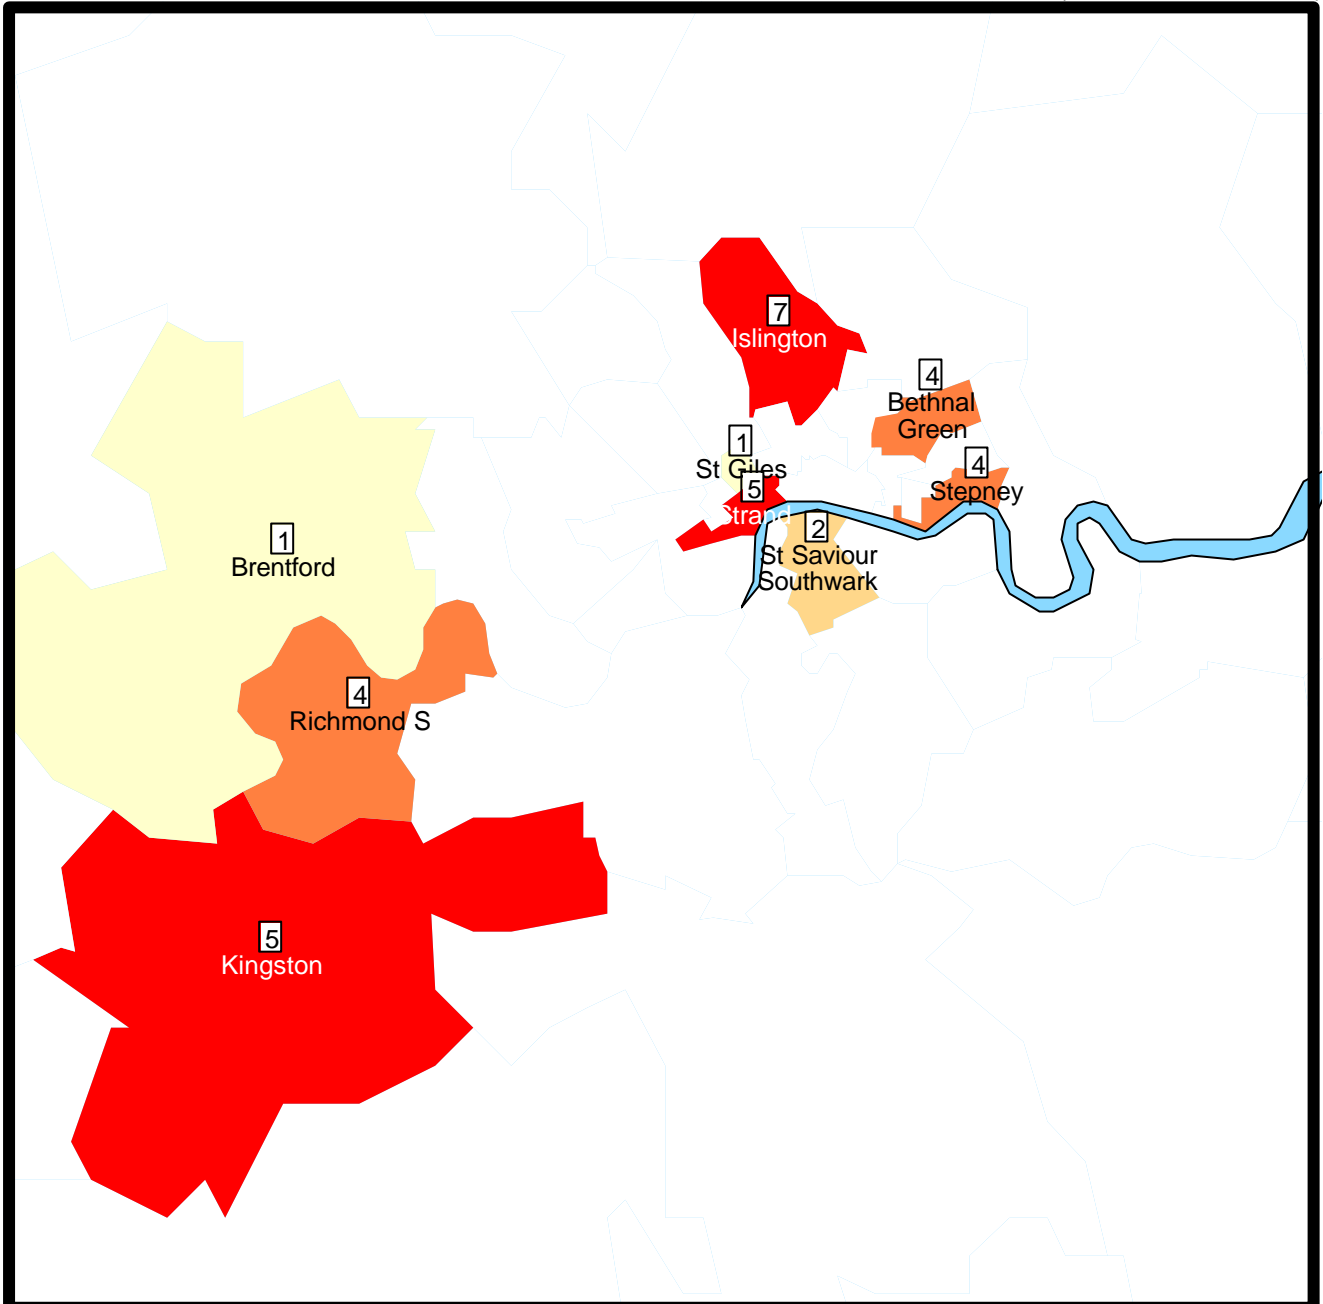 7
Islington
4
Bethnal
Green
1
St Giles
4
Stepney
5
Strand
2
St Saviour
Southwark
1
Brentford
4
Richmond S
5
Kingston